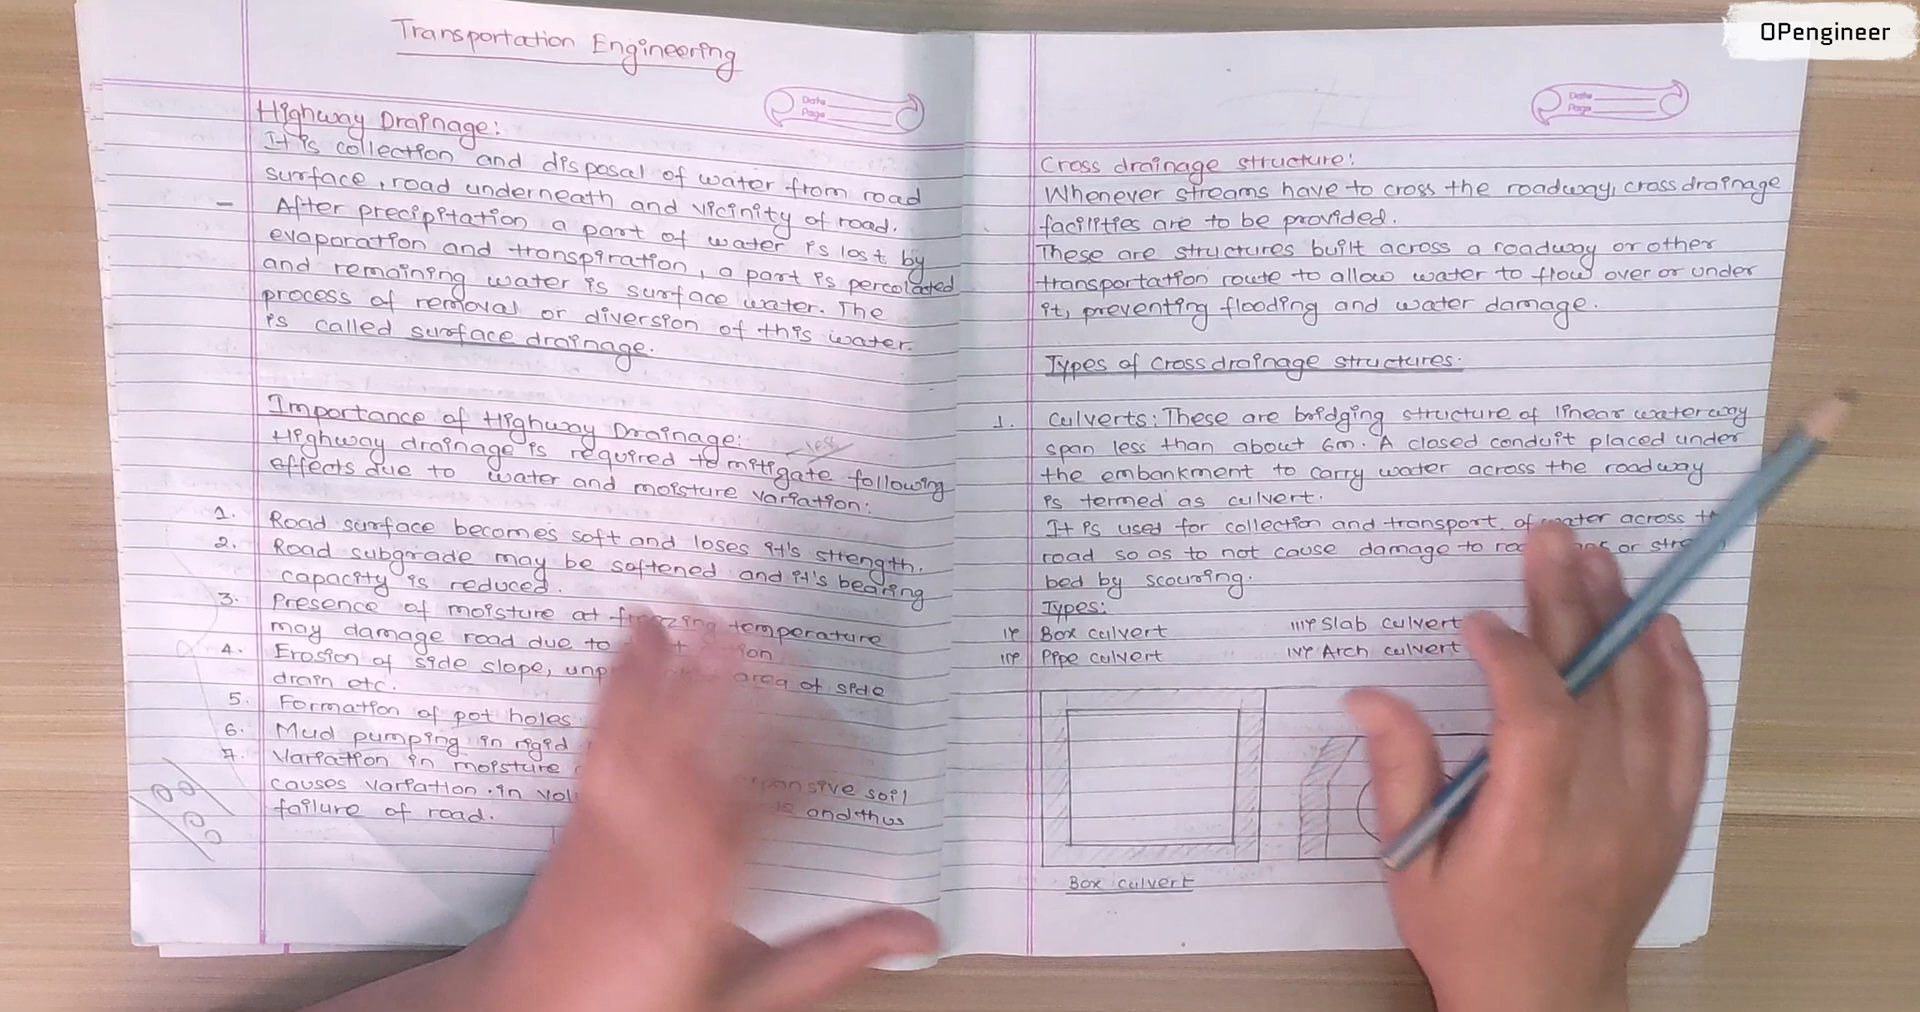 OPengineer
Transportation Engineering
Date
Page
Highway Drainage:
It is collection and disposal of water from road
surface, road underneath and vicinity of road.
- After precipitation a part of water is lost by
evaporation and transpiration, a part is percolated
and remaining water is surface water. The
process of removal or diversion of this water.
is called surface drainage.
Importance of Highway Drainage:
Highway drainage is required to mitigate following
effects due to water and moisture variation:
1. Road surface becomes soft and loses it's strength.
2. Road subgrade may be softened and it's bearing
capacity is reduced.
3. Presence of moisture at freezing temperature
may damage road due to
4. Erosion of side slope, area of side
drain etc.
5. Formation of pot holes
6. Mud pumping in rigid
7. Variation in moisture
causes variation in soil
and thus
failure of road.
Date
Page
Cross drainage structure:
Whenever streams have to cross the roadway, cross drainage
facilities are to be provided.
These are structures built across a roadway or other
transportation route to allow water to flow over or under
it, preventing flooding and water damage.
Types of cross drainage structures.
1. Culverts: These are bridging structure of linear waterway
span less than about 6m. A closed conduit placed under
the embankment to carry water across the roadway
is termed as culvert.
It is used for collection and transport of water across
road so as to not cause damage to or
bed by scouring.
Types:
i) Box culvert iii) Slab culvert
ii) Pipe culvert iv) Arch culvert
Box culvert